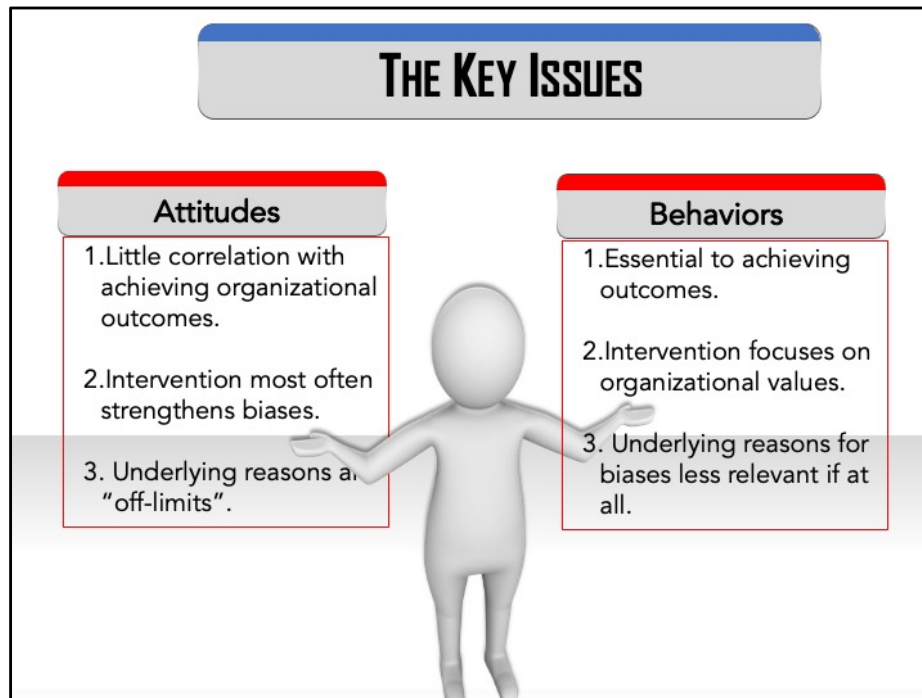 THE KEY ISSUES
Attitudes
1.Little correlation with
achieving organizational
outcomes.
2.Intervention most often
strengthens biases.
3. Underlying reasons
"off-limits".
Behaviors
1.Essential to achieving
outcomes.
2.Intervention focuses on
organizational values.
3. Underlying reasons for
biases less relevant if at
all.